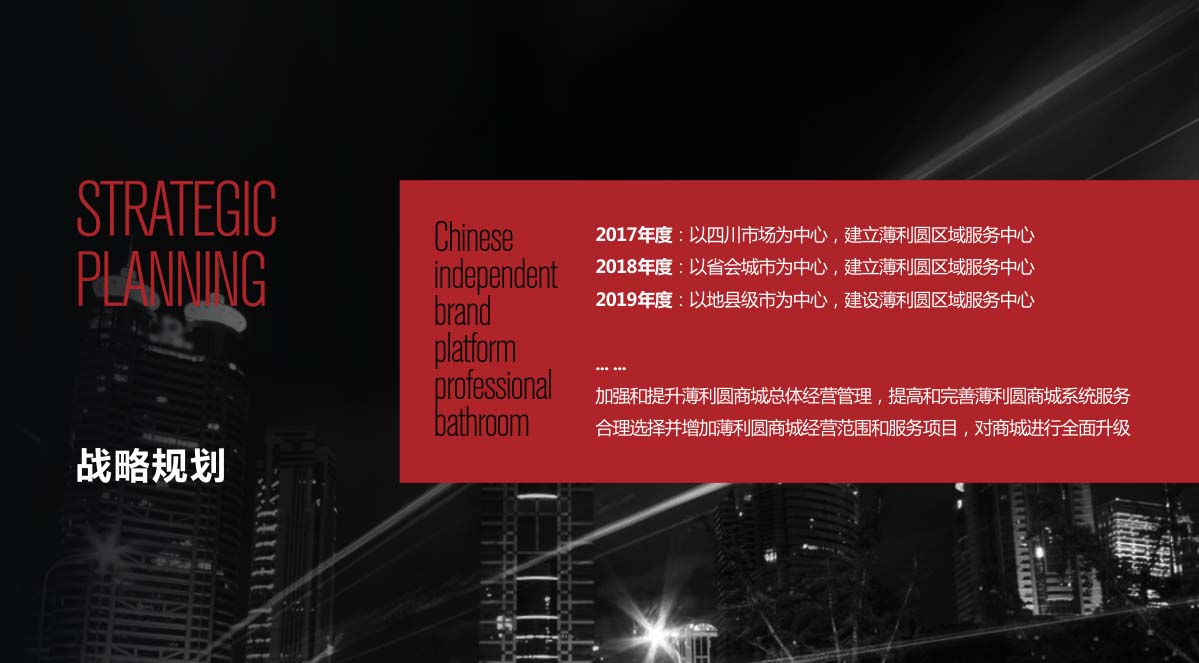 STRATEGIC
PLANNING
战略规划
Chinese
independent
brand
platform
professional
bathroom
2017年度：以四川市场为中心，建立薄利圆区域服务中心
2018年度：以省会城市为中心，建立薄利圆区域服务中心
2019年度：以地县级市为中心，建设薄利圆区域服务中心
... ...
加强和提升薄利圆商城总体经营管理，提高和完善薄利圆商城系统服务
合理选择并增加薄利圆商城经营范围和服务项目，对商城进行全面升级